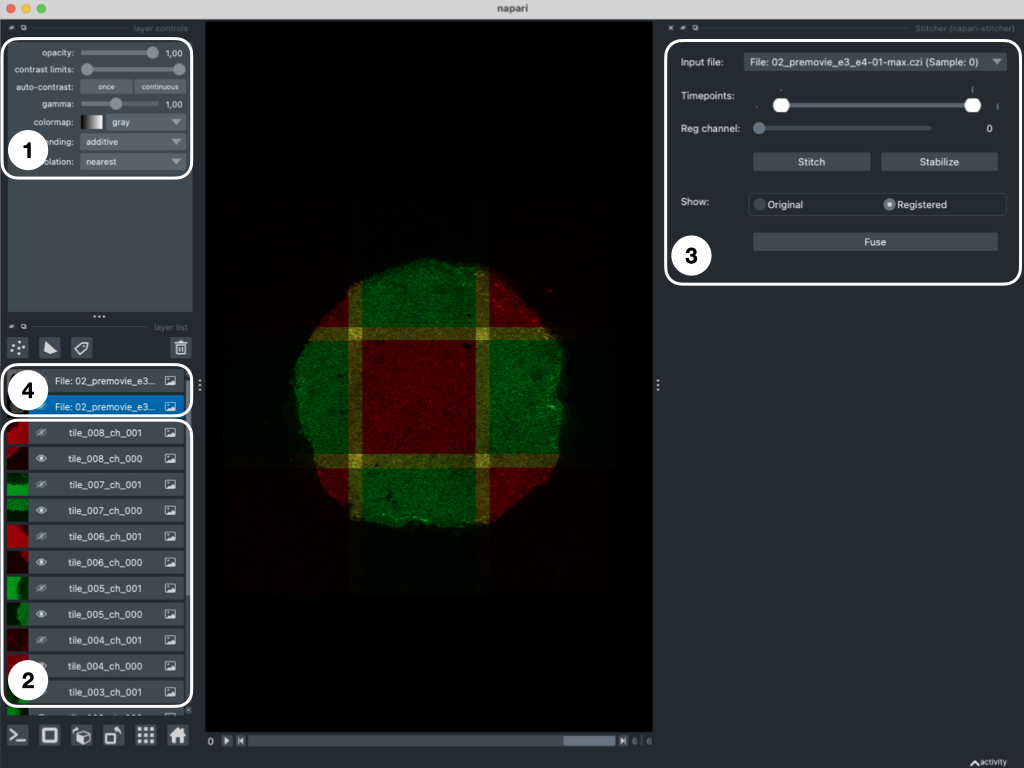 napari
layer controls
opacity: 1,00
contrast limits:
auto-contrast: once continuous
gamma: 1,00
colormap: gray
1
nding: additive
olation: nearest
layer list
4
File: 02_premovie_e3...
File: 02_premovie_e3...
tile_008_ch_001
tile_008_ch_000
tile_007_ch_001
tile_007_ch_000
tile_006_ch_001
tile_006_ch_000
tile_005_ch_001
tile_005_ch_000
tile_004_ch_001
tile_004_ch_000
2
tile_003_ch_001
0 6 | 6
Stitcher (napari-stitcher)
Input file: File: 02_premovie_e3_e4-01-max.czi (Sample: 0)
Timepoints:
Reg channel: 0
Stitch Stabilize
Show: Original Registered
3
Fuse
activity